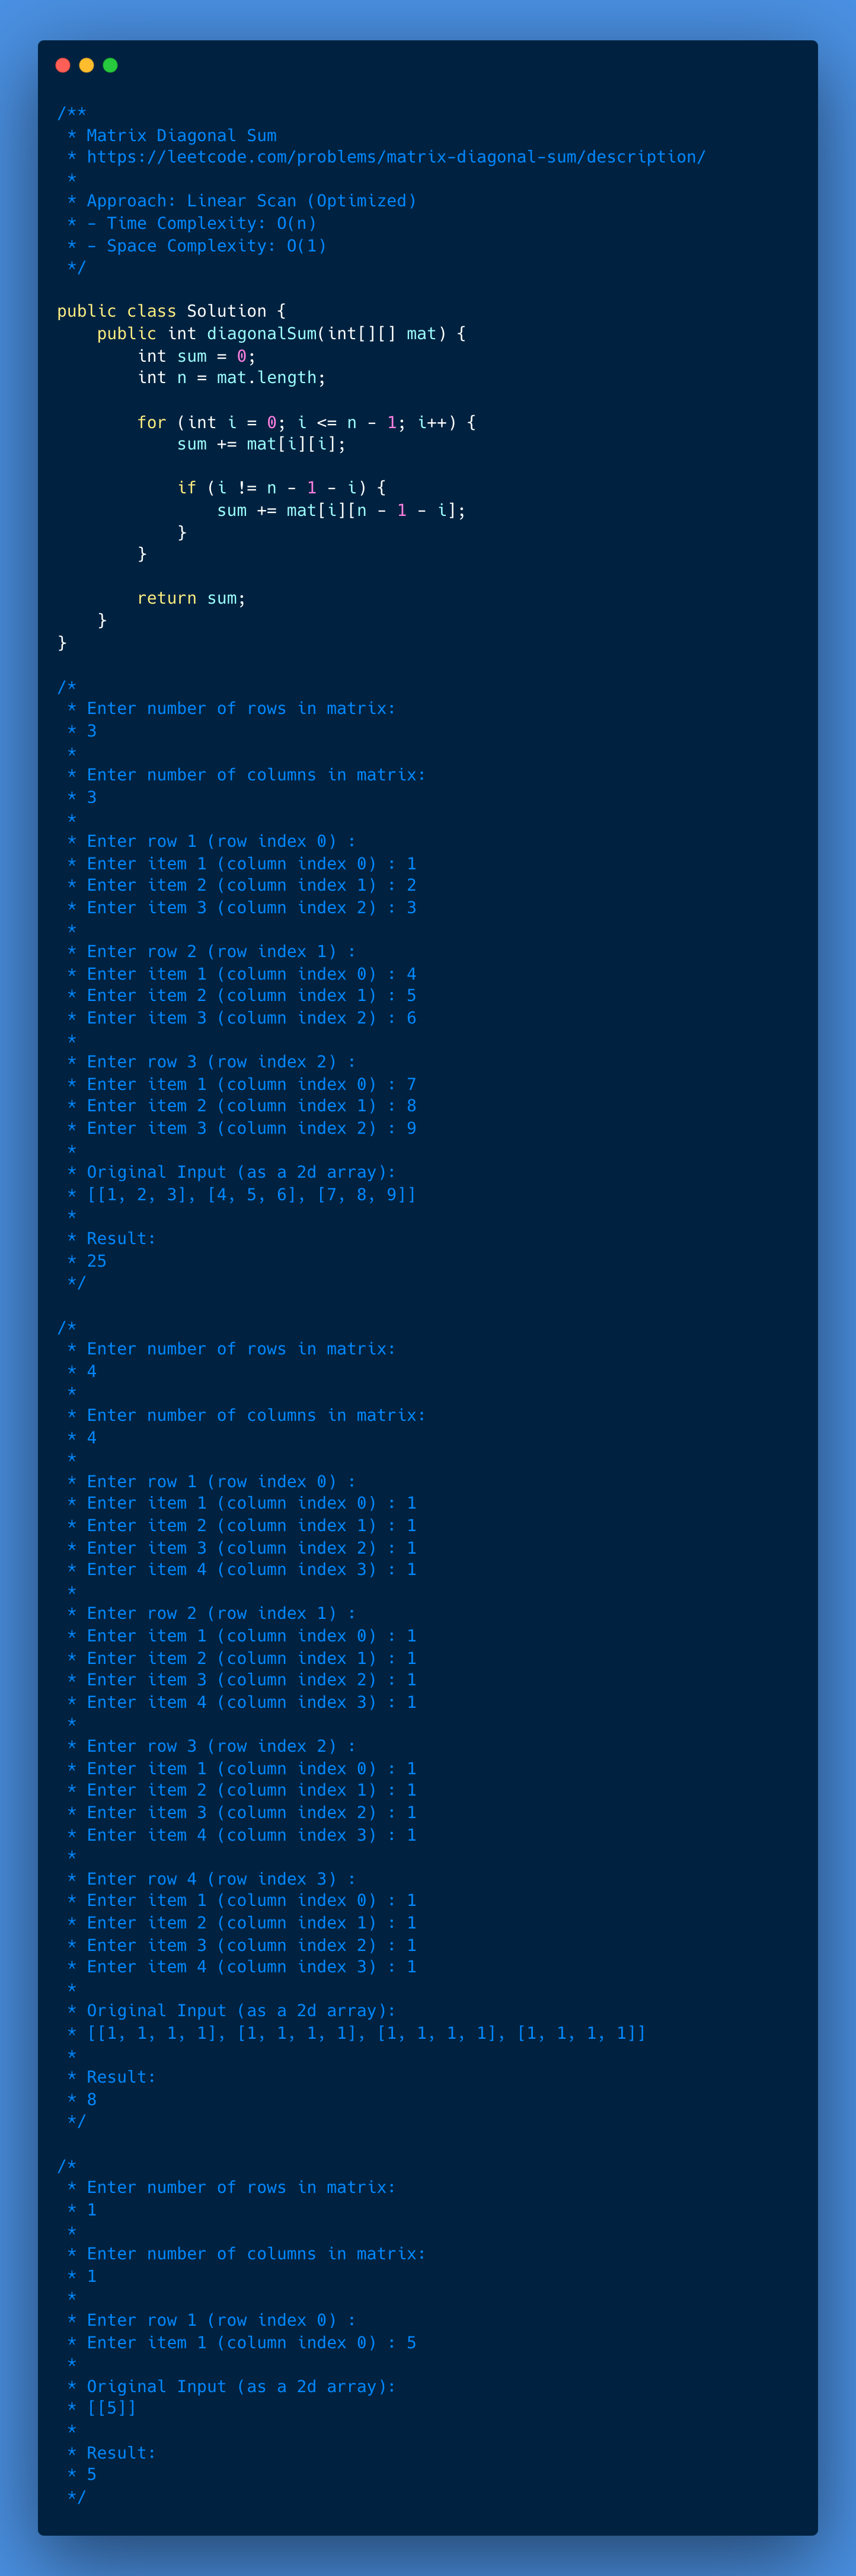 /**
 * Matrix Diagonal Sum
 * https://leetcode.com/problems/matrix-diagonal-sum/description/
 *
 * Approach: Linear Scan (Optimized)
 * - Time Complexity: O(n)
 * - Space Complexity: O(1)
 */

public class Solution {
    public int diagonalSum(int[][] mat) {
        int sum = 0;
        int n = mat.length;

        for (int i = 0; i <= n - 1; i++) {
            sum += mat[i][i];

            if (i != n - 1 - i) {
                sum += mat[i][n - 1 - i];
            }
        }

        return sum;
    }
}

/*
 * Enter number of rows in matrix:
 * 3
 *
 * Enter number of columns in matrix:
 * 3
 *
 * Enter row 1 (row index 0) :
 * Enter item 1 (column index 0) : 1
 * Enter item 2 (column index 1) : 2
 * Enter item 3 (column index 2) : 3
 *
 * Enter row 2 (row index 1) :
 * Enter item 1 (column index 0) : 4
 * Enter item 2 (column index 1) : 5
 * Enter item 3 (column index 2) : 6
 *
 * Enter row 3 (row index 2) :
 * Enter item 1 (column index 0) : 7
 * Enter item 2 (column index 1) : 8
 * Enter item 3 (column index 2) : 9
 *
 * Original Input (as a 2d array):
 * [[1, 2, 3], [4, 5, 6], [7, 8, 9]]
 *
 * Result:
 * 25
 */

/*
 * Enter number of rows in matrix:
 * 4
 *
 * Enter number of columns in matrix:
 * 4
 *
 * Enter row 1 (row index 0) :
 * Enter item 1 (column index 0) : 1
 * Enter item 2 (column index 1) : 1
 * Enter item 3 (column index 2) : 1
 * Enter item 4 (column index 3) : 1
 *
 * Enter row 2 (row index 1) :
 * Enter item 1 (column index 0) : 1
 * Enter item 2 (column index 1) : 1
 * Enter item 3 (column index 2) : 1
 * Enter item 4 (column index 3) : 1
 *
 * Enter row 3 (row index 2) :
 * Enter item 1 (column index 0) : 1
 * Enter item 2 (column index 1) : 1
 * Enter item 3 (column index 2) : 1
 * Enter item 4 (column index 3) : 1
 *
 * Enter row 4 (row index 3) :
 * Enter item 1 (column index 0) : 1
 * Enter item 2 (column index 1) : 1
 * Enter item 3 (column index 2) : 1
 * Enter item 4 (column index 3) : 1
 *
 * Original Input (as a 2d array):
 * [[1, 1, 1, 1], [1, 1, 1, 1], [1, 1, 1, 1], [1, 1, 1, 1]]
 *
 * Result:
 * 8
 */

/*
 * Enter number of rows in matrix:
 * 1
 *
 * Enter number of columns in matrix:
 * 1
 *
 * Enter row 1 (row index 0) :
 * Enter item 1 (column index 0) : 5
 *
 * Original Input (as a 2d array):
 * [[5]]
 *
 * Result:
 * 5
 */